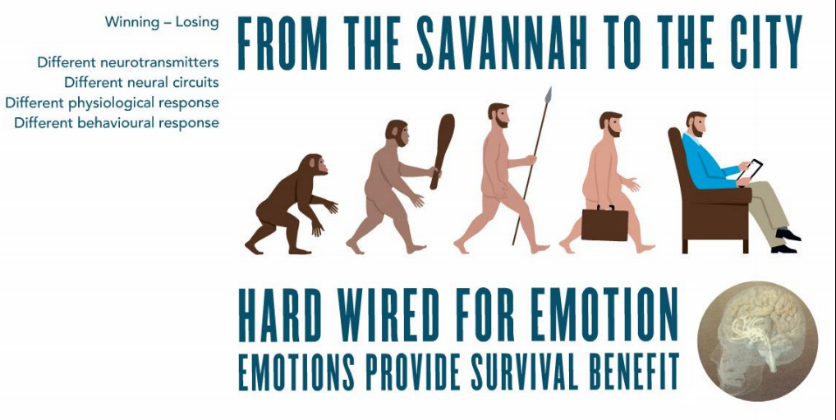 Winning – Losing
Different neurotransmitters
Different neural circuits
Different physiological response
Different behavioural response
FROM THE SAVANNAH TO THE CITY
HARD WIRED FOR EMOTION
EMOTIONS PROVIDE SURVIVAL BENEFIT